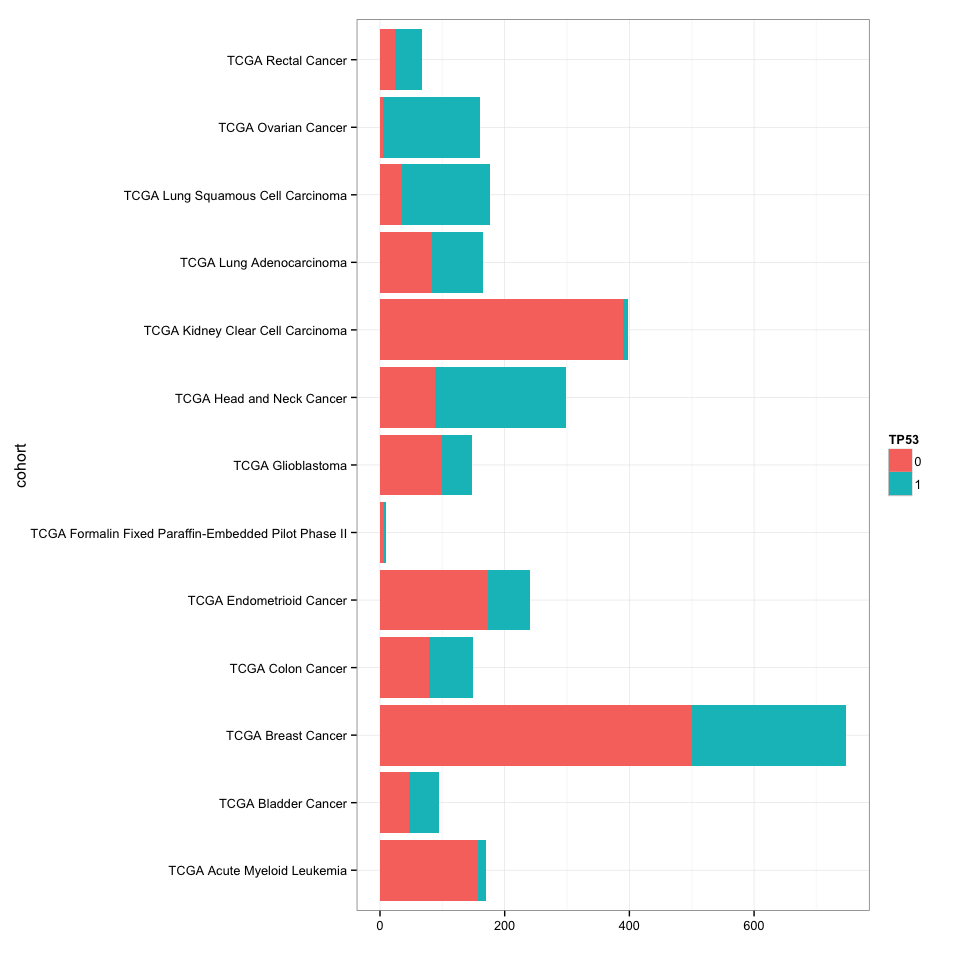 TCGA Rectal Cancer
TCGA Ovarian Cancer
TCGA Lung Squamous Cell Carcinoma
TCGA Lung Adenocarcinoma
TCGA Kidney Clear Cell Carcinoma
TCGA Head and Neck Cancer
TCGA Glioblastoma
TCGA Formalin Fixed Paraffin-Embedded Pilot Phase II
TCGA Endometrioid Cancer
TCGA Colon Cancer
TCGA Breast Cancer
TCGA Bladder Cancer
TCGA Acute Myeloid Leukemia
cohort
0 200 400 600
TP53
0
1